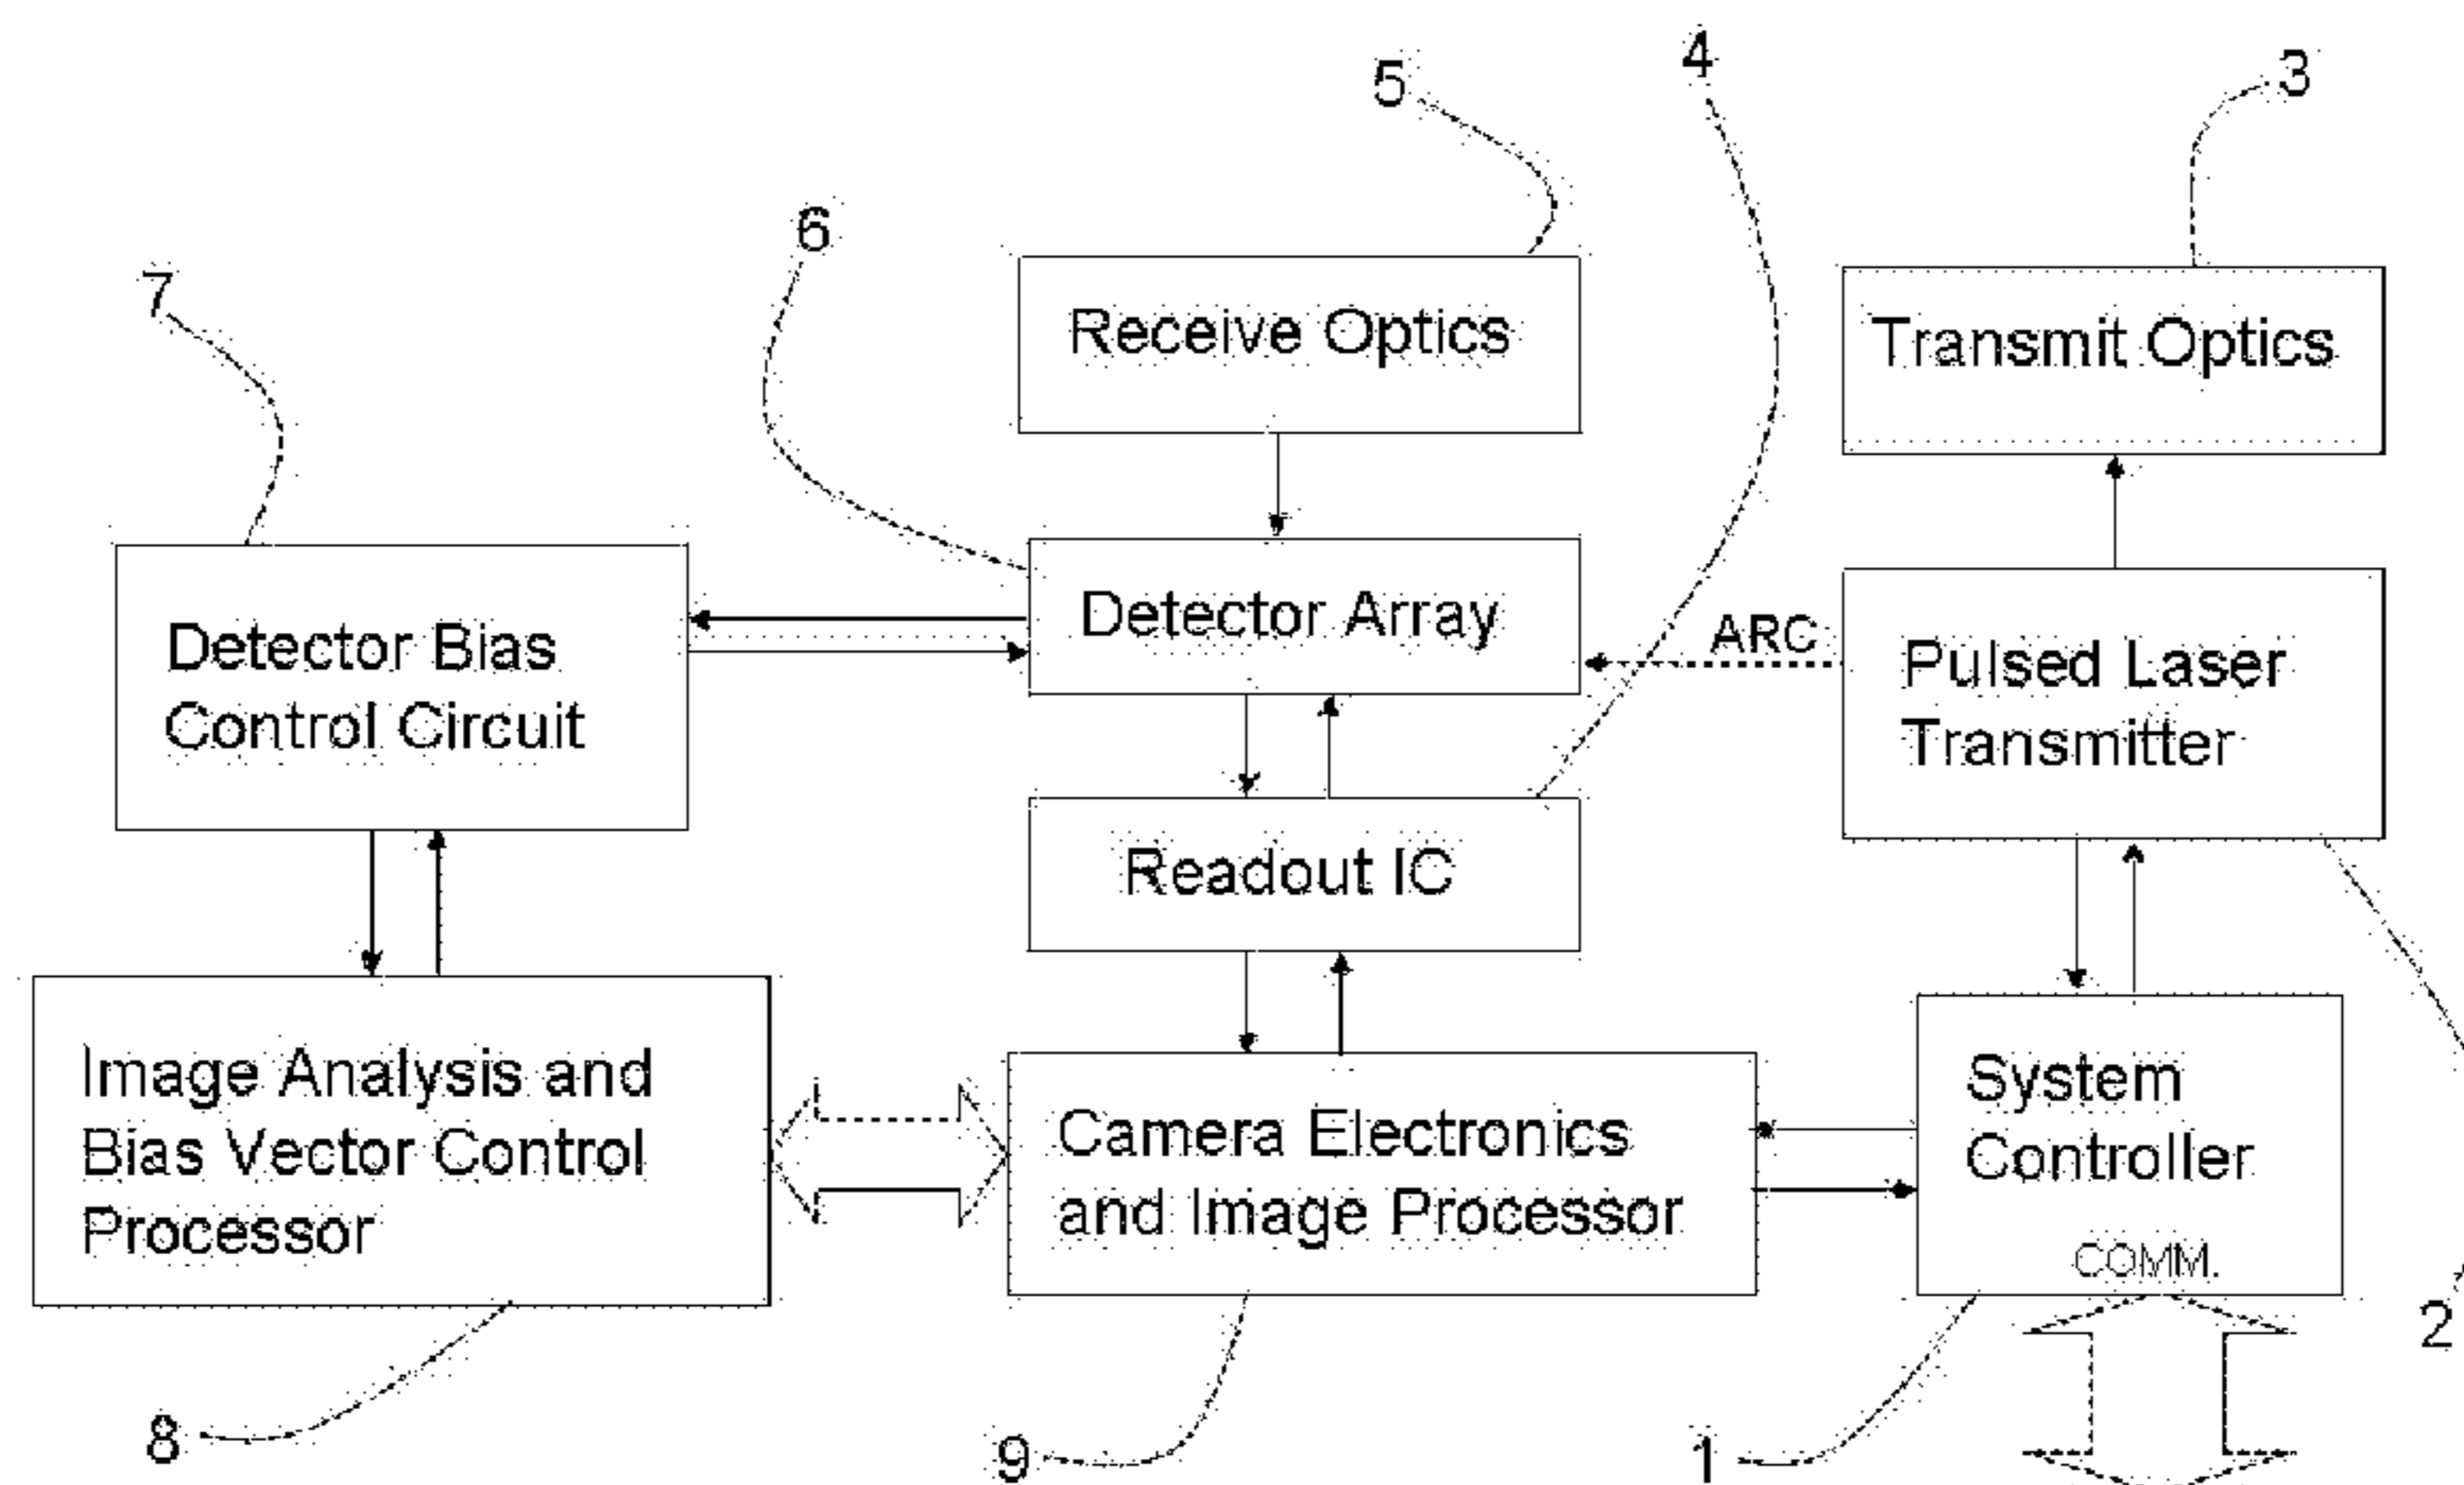 4
3
5
6
7
Receive Optics
Transmit Optics
Detector Array
ARC
Detector Bias
Control Circuit
Pulsed Laser
Transmitter
Readout IC
Image Analysis and
Bias Vector Control
Processor
Camera Electronics
and Image Processor
System
Controller
COMM.
2
8
9
1